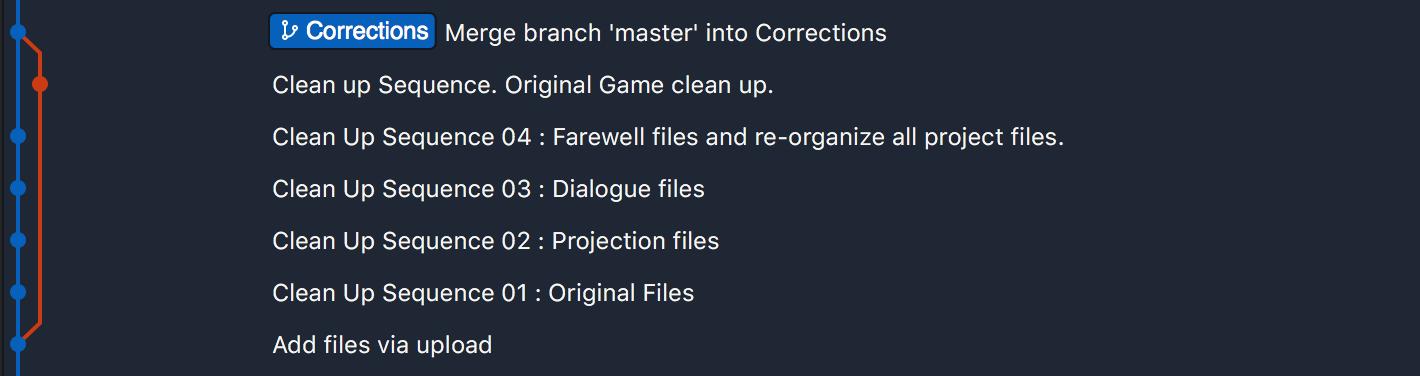 Corrections Merge branch 'master' into Corrections
Clean up Sequence. Original Game clean up.
Clean Up Sequence 04 : Farewell files and re-organize all project files.
Clean Up Sequence 03 : Dialogue files
Clean Up Sequence 02 : Projection files
Clean Up Sequence 01 : Original Files
Add files via upload